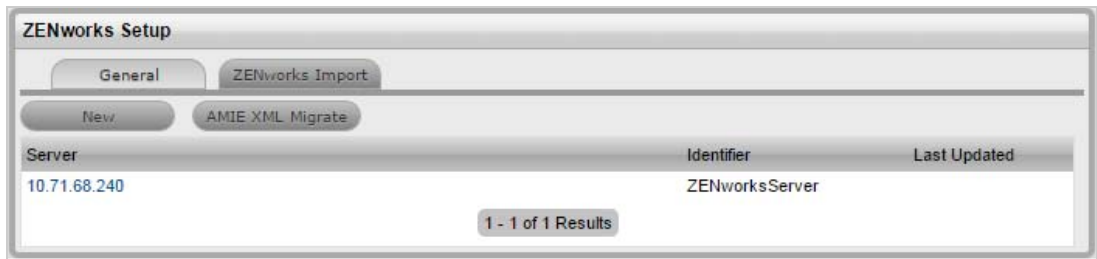 ZENworks Setup
General ZENworks Import
New AMIE XML Migrate
Server Identifier Last Updated
10.71.68.240 ZENworksServer
1 - 1 of 1 Results